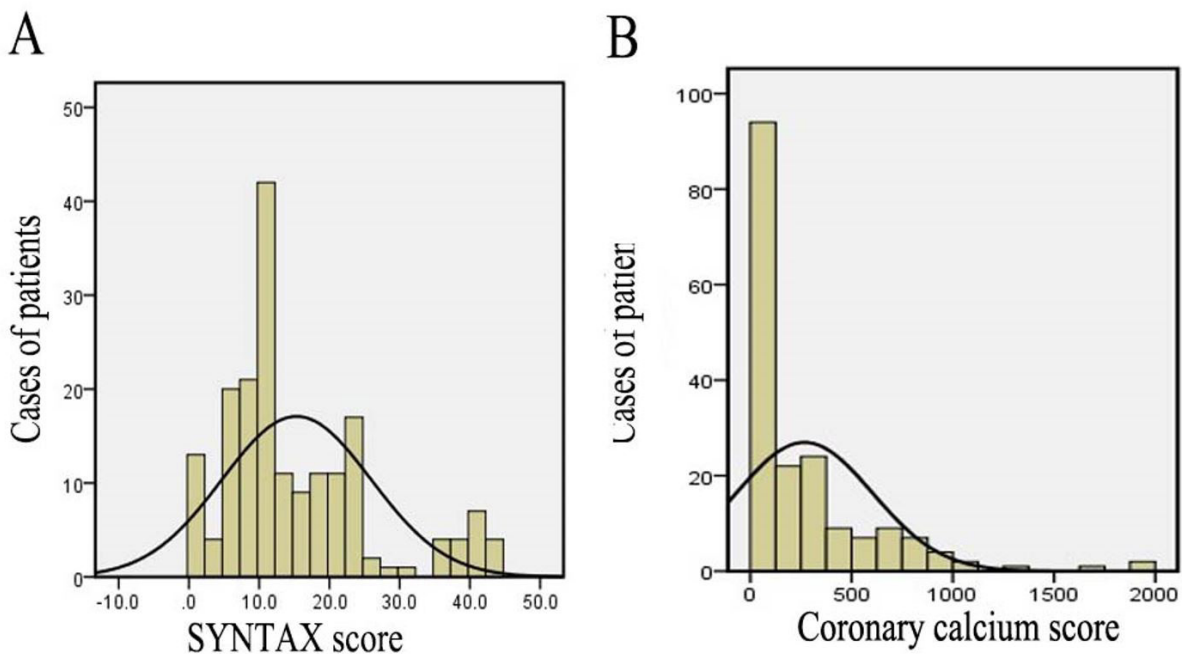 A
B
50
40
30
20
10
0
-10.0 .0 10.0 20.0 30.0 40.0 50.0
Cases of patients
SYNTAX score
100
80
60
40
20
0
0 500 1000 1500 2000
Cases of patien
Coronary calcium score